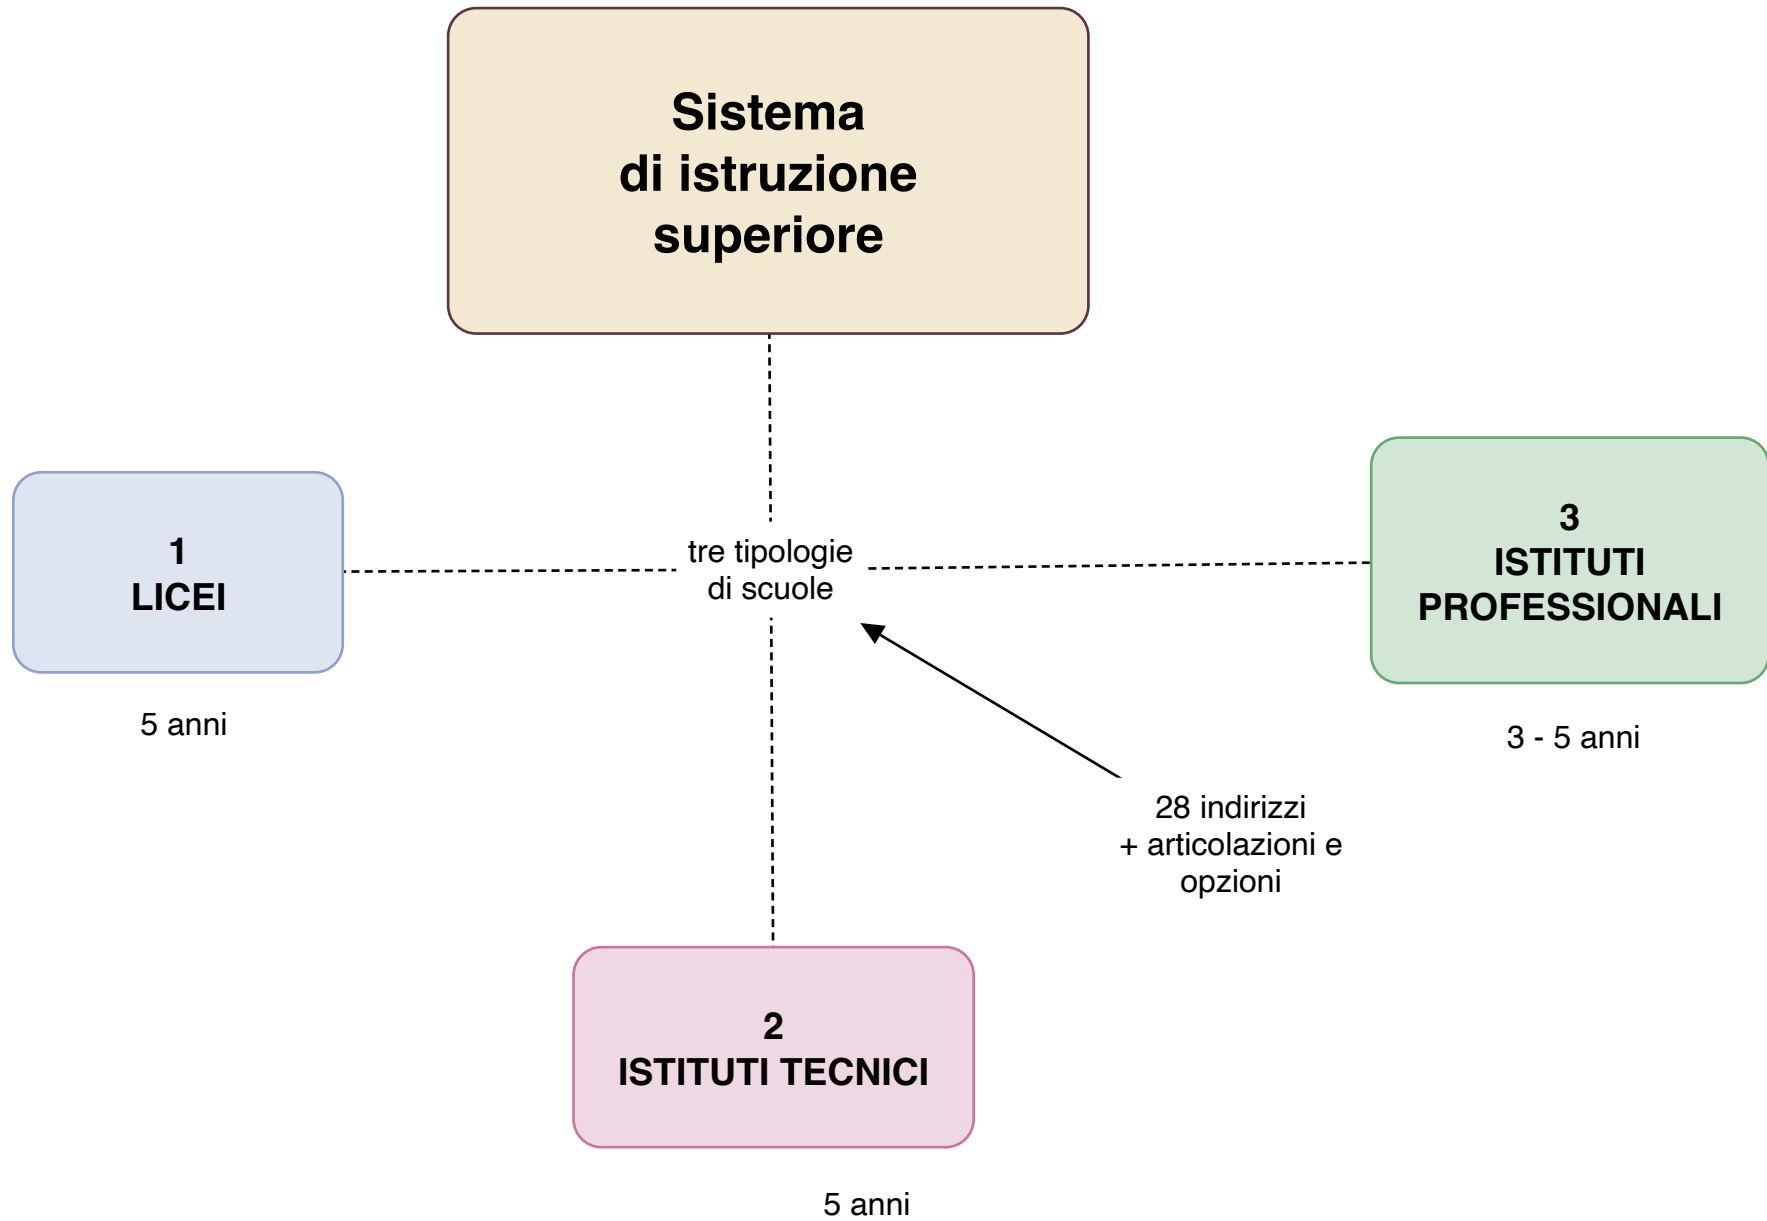 Sistema
di istruzione
superiore
1
LICEI
5 anni
tre tipologie
di scuole
3
ISTITUTI
PROFESSIONALI
3 - 5 anni
28 indirizzi
+ articolazioni e
opzioni
2
ISTITUTI TECNICI
5 anni